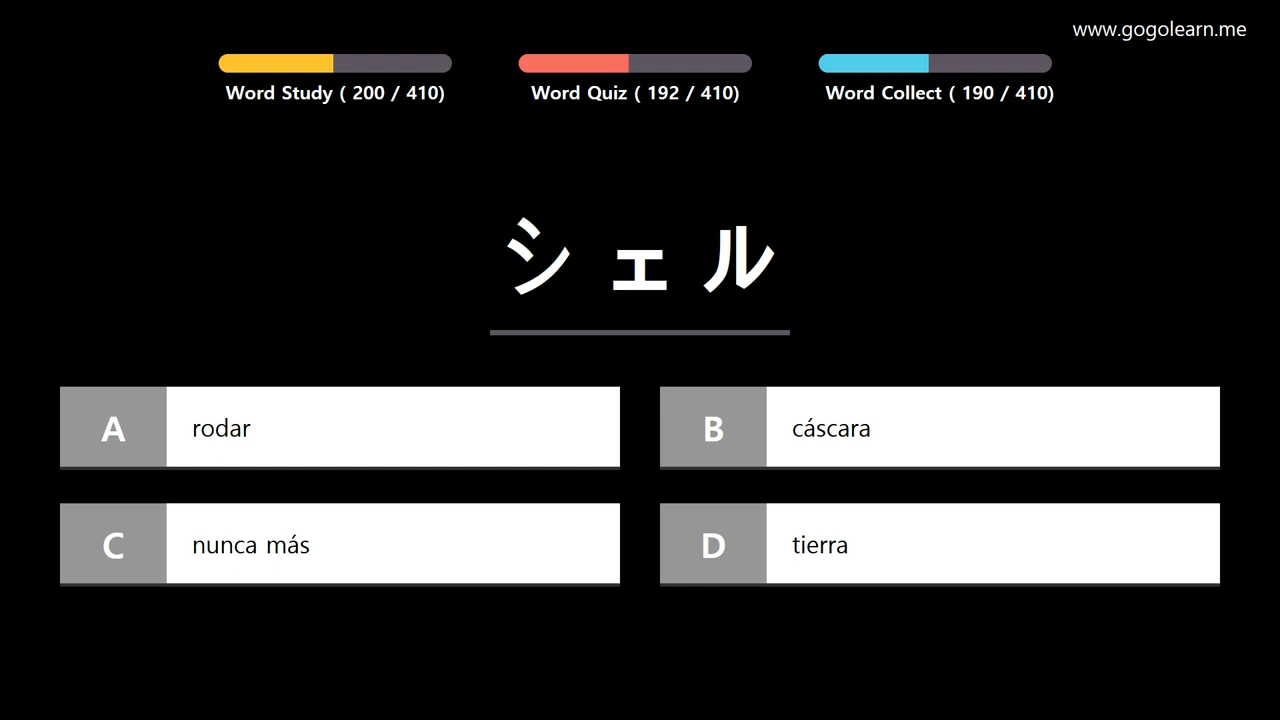 www.gogolearn.me
Word Study ( 200 / 410)
Word Quiz ( 192 / 410)
Word Collect ( 190 / 410)
シェル
A rodar
B cáscara
C nunca más
D tierra